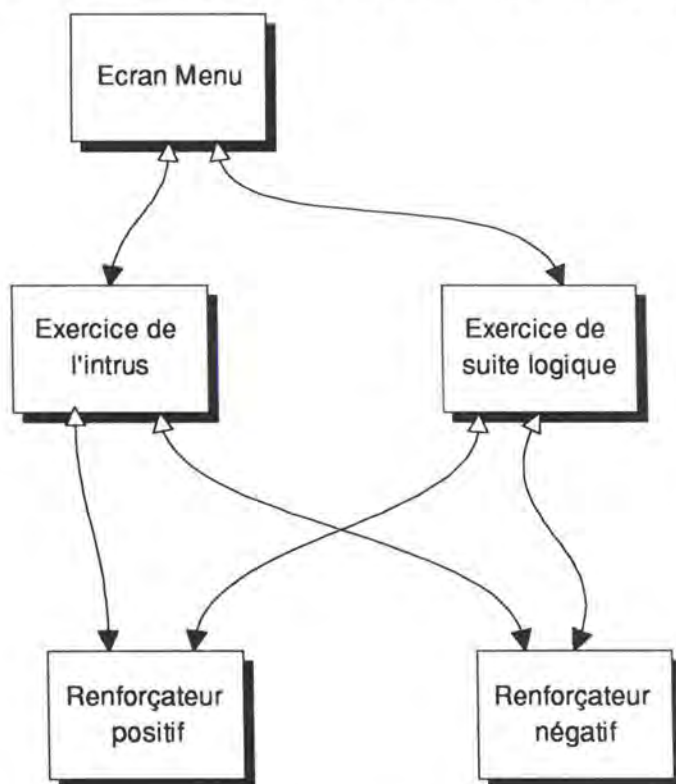 Ecran Menu
Exercice de
l'intrus
Exercice de
suite logique
Renforçateur
positif
Renforçateur
négatif